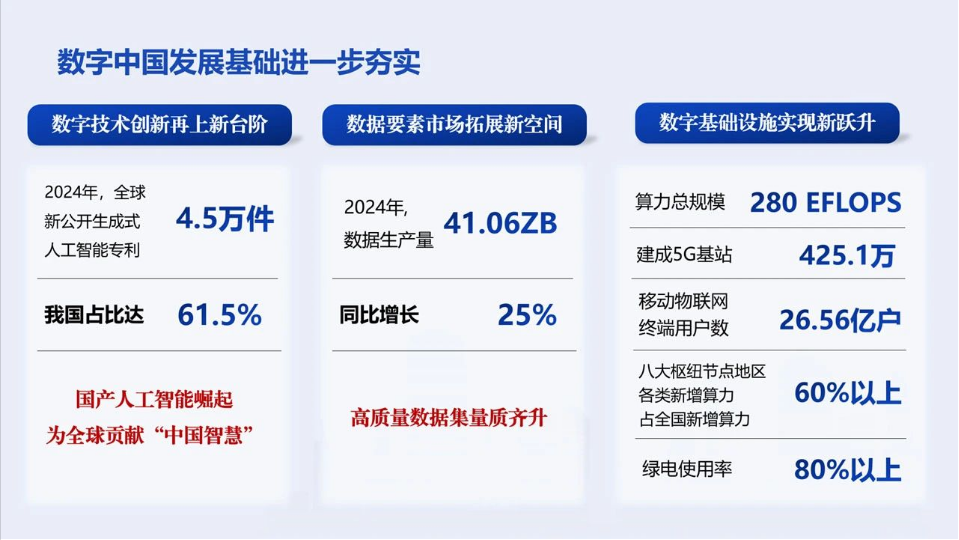 数字中国发展基础进一步夯实
数字技术创新再上新台阶
2024年，全球
新公开生成式
人工智能专利
4.5万件
我国占比达
61.5%
国产人工智能崛起
为全球贡献“中国智慧”
数据要素市场拓展新空间
2024年，
数据生产量
41.06ZB
同比增长
25%
高质量数据集量质齐升
数字基础设施实现新跃升
算力总规模
280 EFLOPS
建成5G基站
425.1万
移动物联网
终端用户数
26.56亿户
八大枢纽节点地区
各类新增算力
占全国新增算力
60%以上
绿电使用率
80%以上